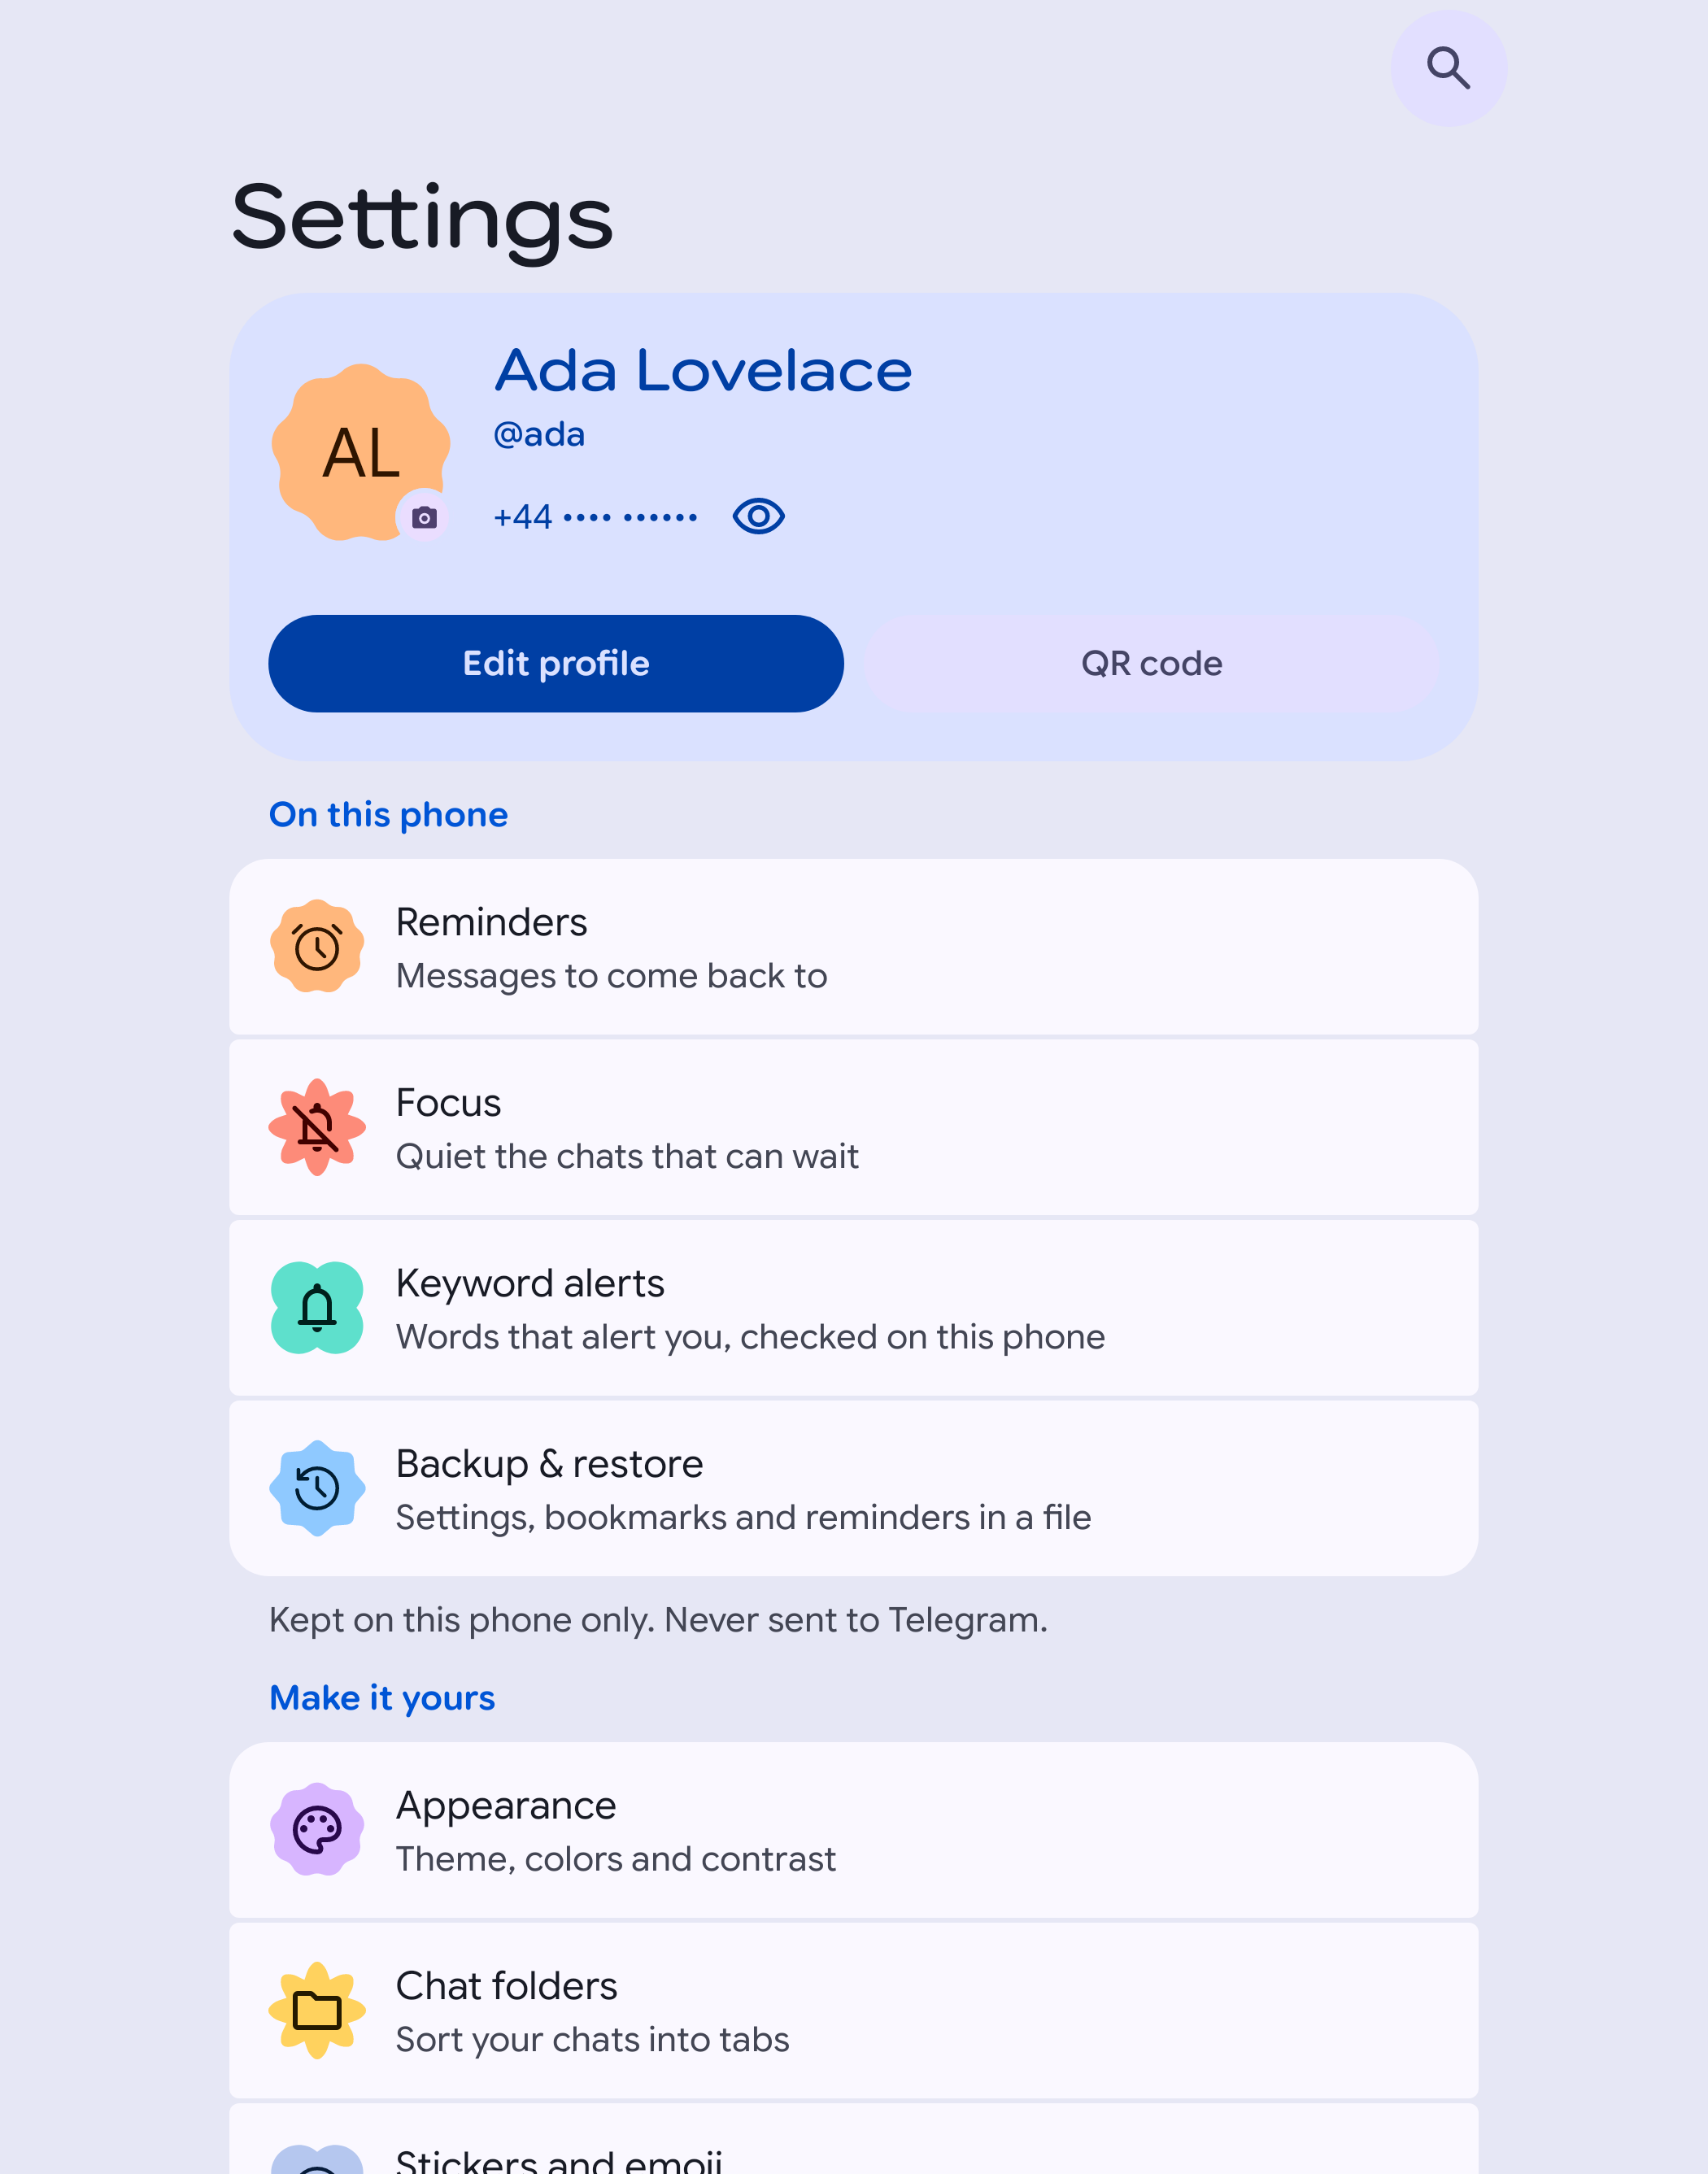 Settings
AL
Ada Lovelace
@ada
+44 •••• ••••••
Edit profile
QR code
On this phone
Reminders
Messages to come back to
Focus
Quiet the chats that can wait
Keyword alerts
Words that alert you, checked on this phone
Backup & restore
Settings, bookmarks and reminders in a file
Kept on this phone only. Never sent to Telegram.
Make it yours
Appearance
Theme, colors and contrast
Chat folders
Sort your chats into tabs
Stickers and emoji